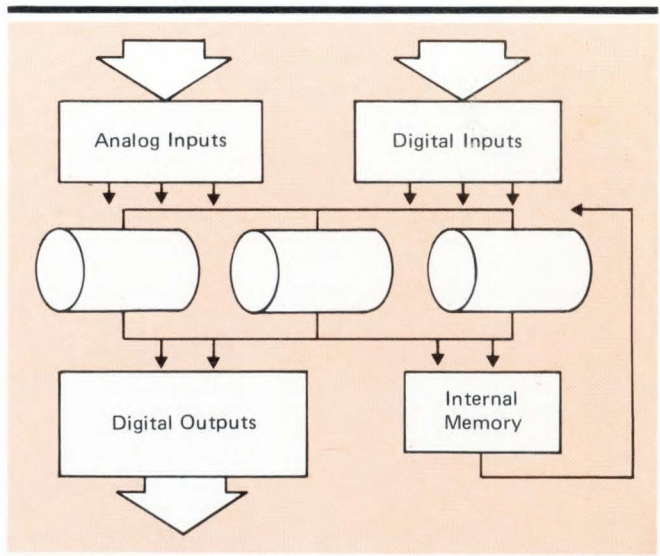 Analog Inputs
Digital Inputs
Digital Outputs
Internal
Memory